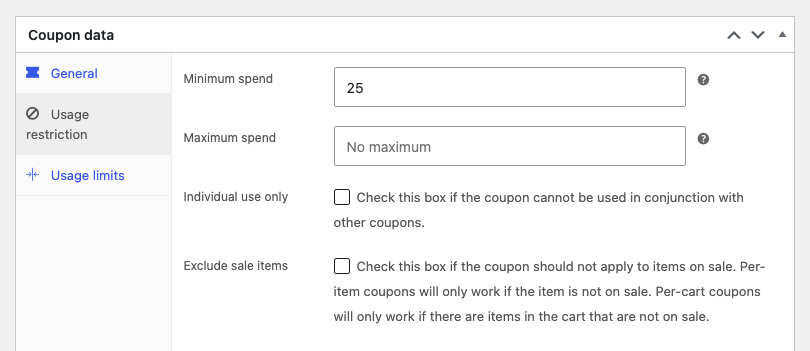 Coupon data
General
Usage
restriction
Usage limits
Minimum spend
25
Maximum spend
No maximum
Individual use only
Check this box if the coupon cannot be used in conjunction with
other coupons.
Exclude sale items
Check this box if the coupon should not apply to items on sale. Per-
item coupons will only work if the item is not on sale. Per-cart coupons
will only work if there are items in the cart that are not on sale.